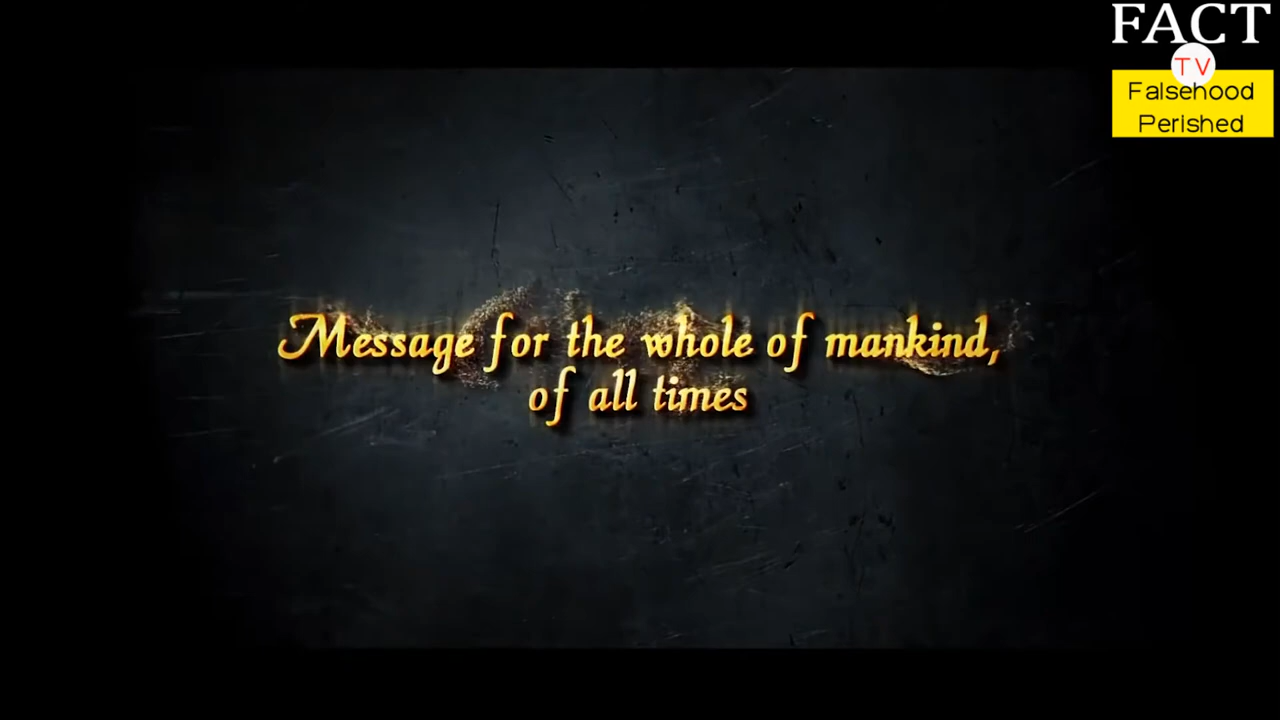 FACT
TV
Falsehood
Perished
Message for the whole of mankind,
of all times